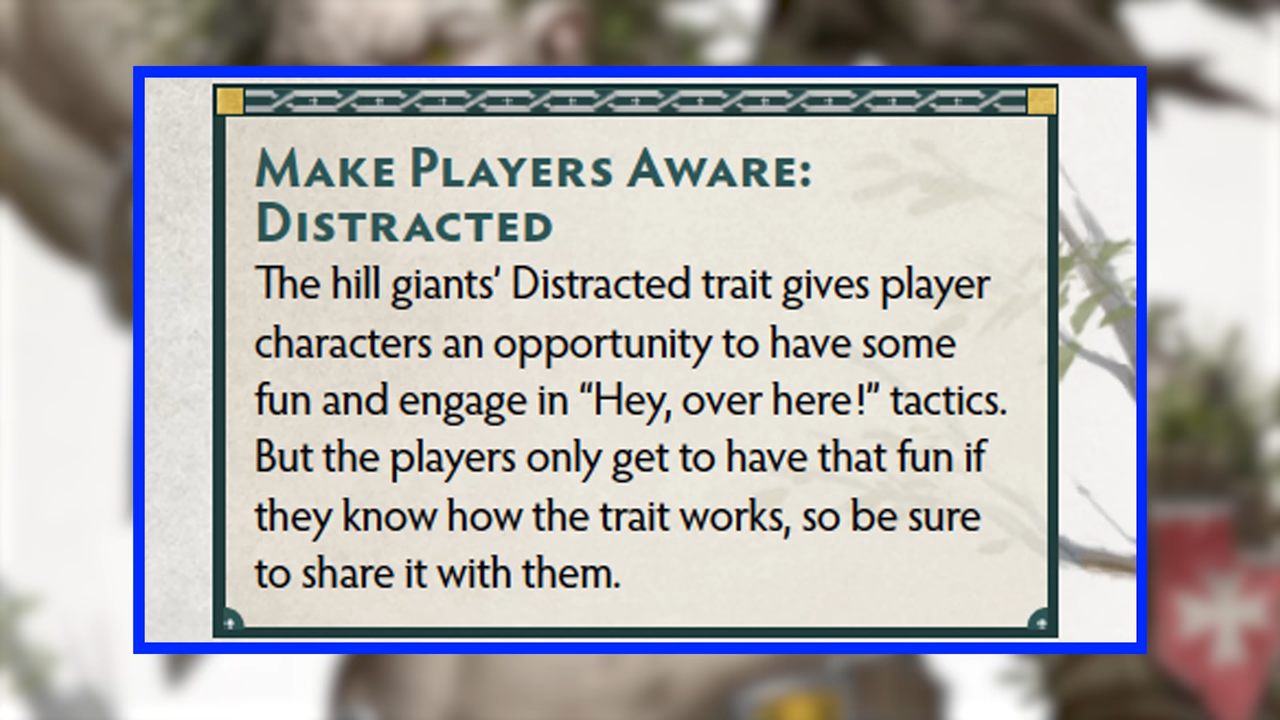 Make Players Aware:
Distracted
The hill giants’ Distracted trait gives player
characters an opportunity to have some
fun and engage in “Hey, over here!” tactics.
But the players only get to have that fun if
they know how the trait works, so be sure
to share it with them.